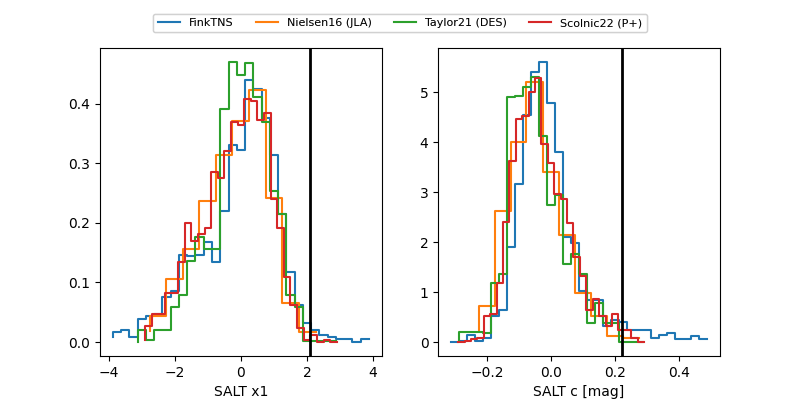 FinkTNS Nielsen16 (JLA) Taylor21 (DES) Scolnic22 (P+)
0.4
0.3
0.2
0.1
0.0
−4 −2 0 2 4
SALT x1
5
4
3
2
1
0
−0.2 0.0 0.2 0.4
SALT c [mag]